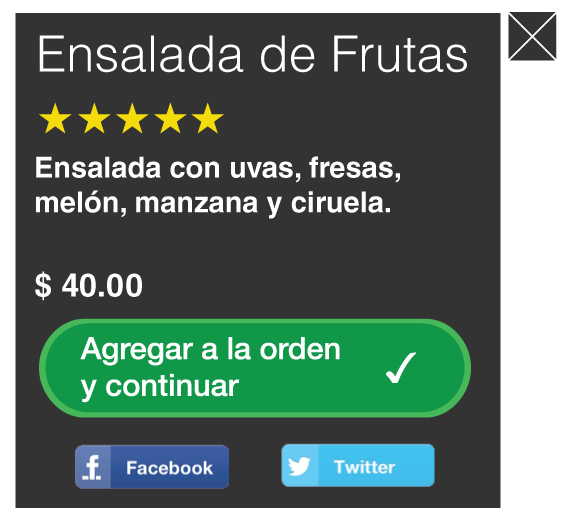 Ensalada de Frutas
Ensalada con uvas, fresas,
melón, manzana y ciruela.
$ 40.00
Agregar a la orden
y continuar
Facebook
Twitter